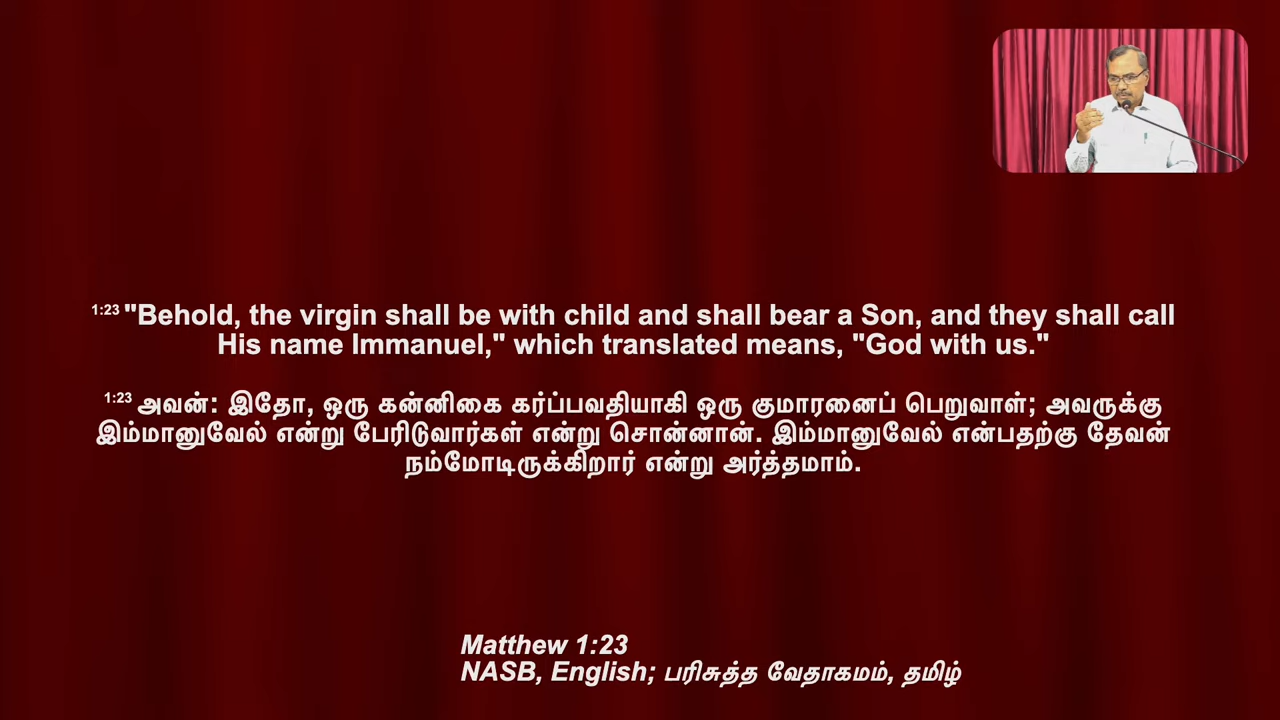 1:23 "Behold, the virgin shall be with child and shall bear a Son, and they shall call
His name Immanuel," which translated means, "God with us."
1:23 அவன்: இதோ, ஒரு கன்னிகை கர்ப்பவதியாகி ஒரு குமாரனைப் பெறுவாள்; அவருக்கு
இம்மானுவேல் என்று பேரிடுவார்கள் என்று சொன்னான். இம்மானுவேல் என்பதற்கு தேவன்
நம்மோடிருக்கிறார் என்று அர்த்தமாம்.
Matthew 1:23
NASB, English; பரிசுத்த வேதாகமம், தமிழ்